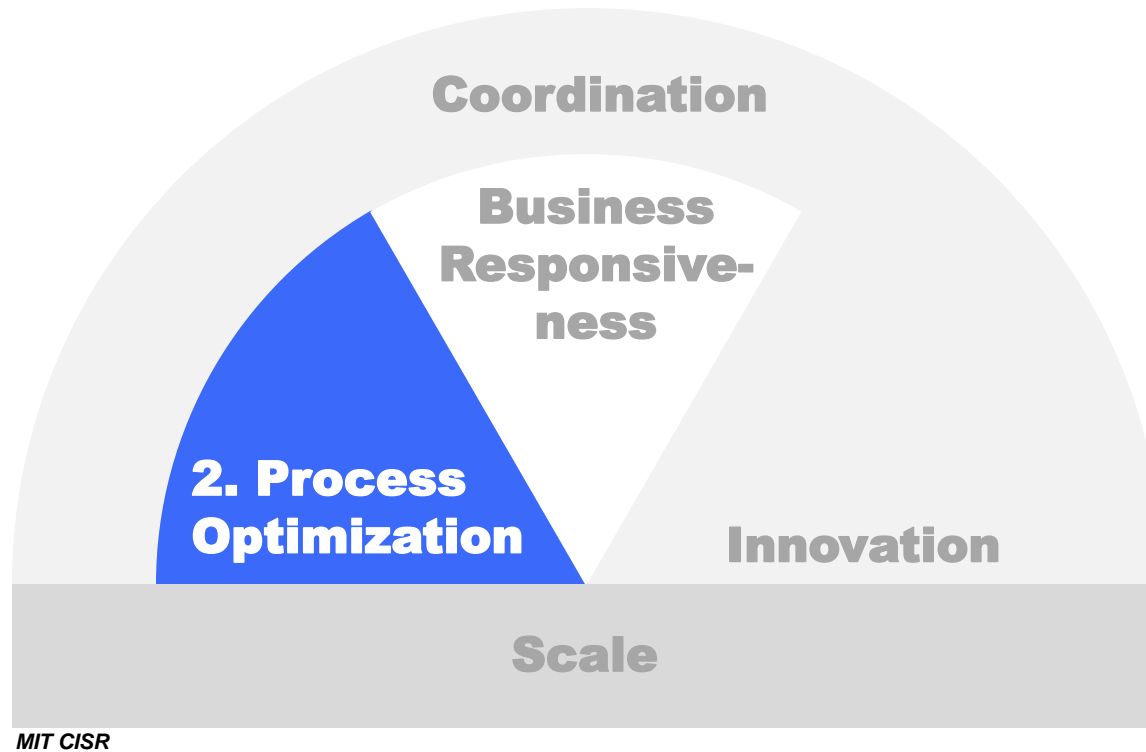 Coordination
Business
Responsive-
ness
2. Process
Optimization
Innovation
Scale
MIT CISR